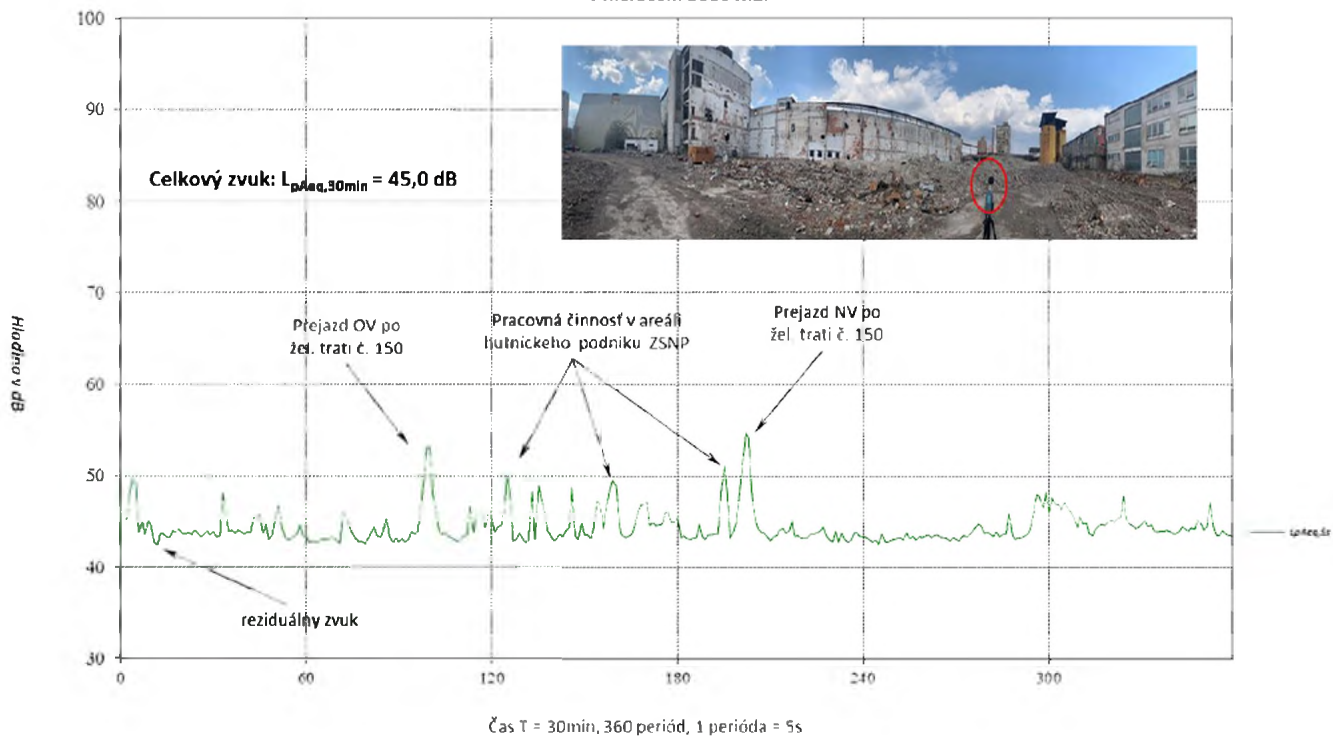 100
90
80
70
60
50
40
30
Hladina v dB
Celkový zvuk: LpAeq,30min = 45,0 dB
Prejazd OV po
žel. trati č. 150
Pracovná činnosť v areáli
hutníckeho podniku ZSNP
Prejazd NV po
žel. trati č. 150
reziduálny zvuk
LpAeq,5s
0 60 120 180 240 300
Čas T = 30min, 360 periód, 1 perióda = 5s